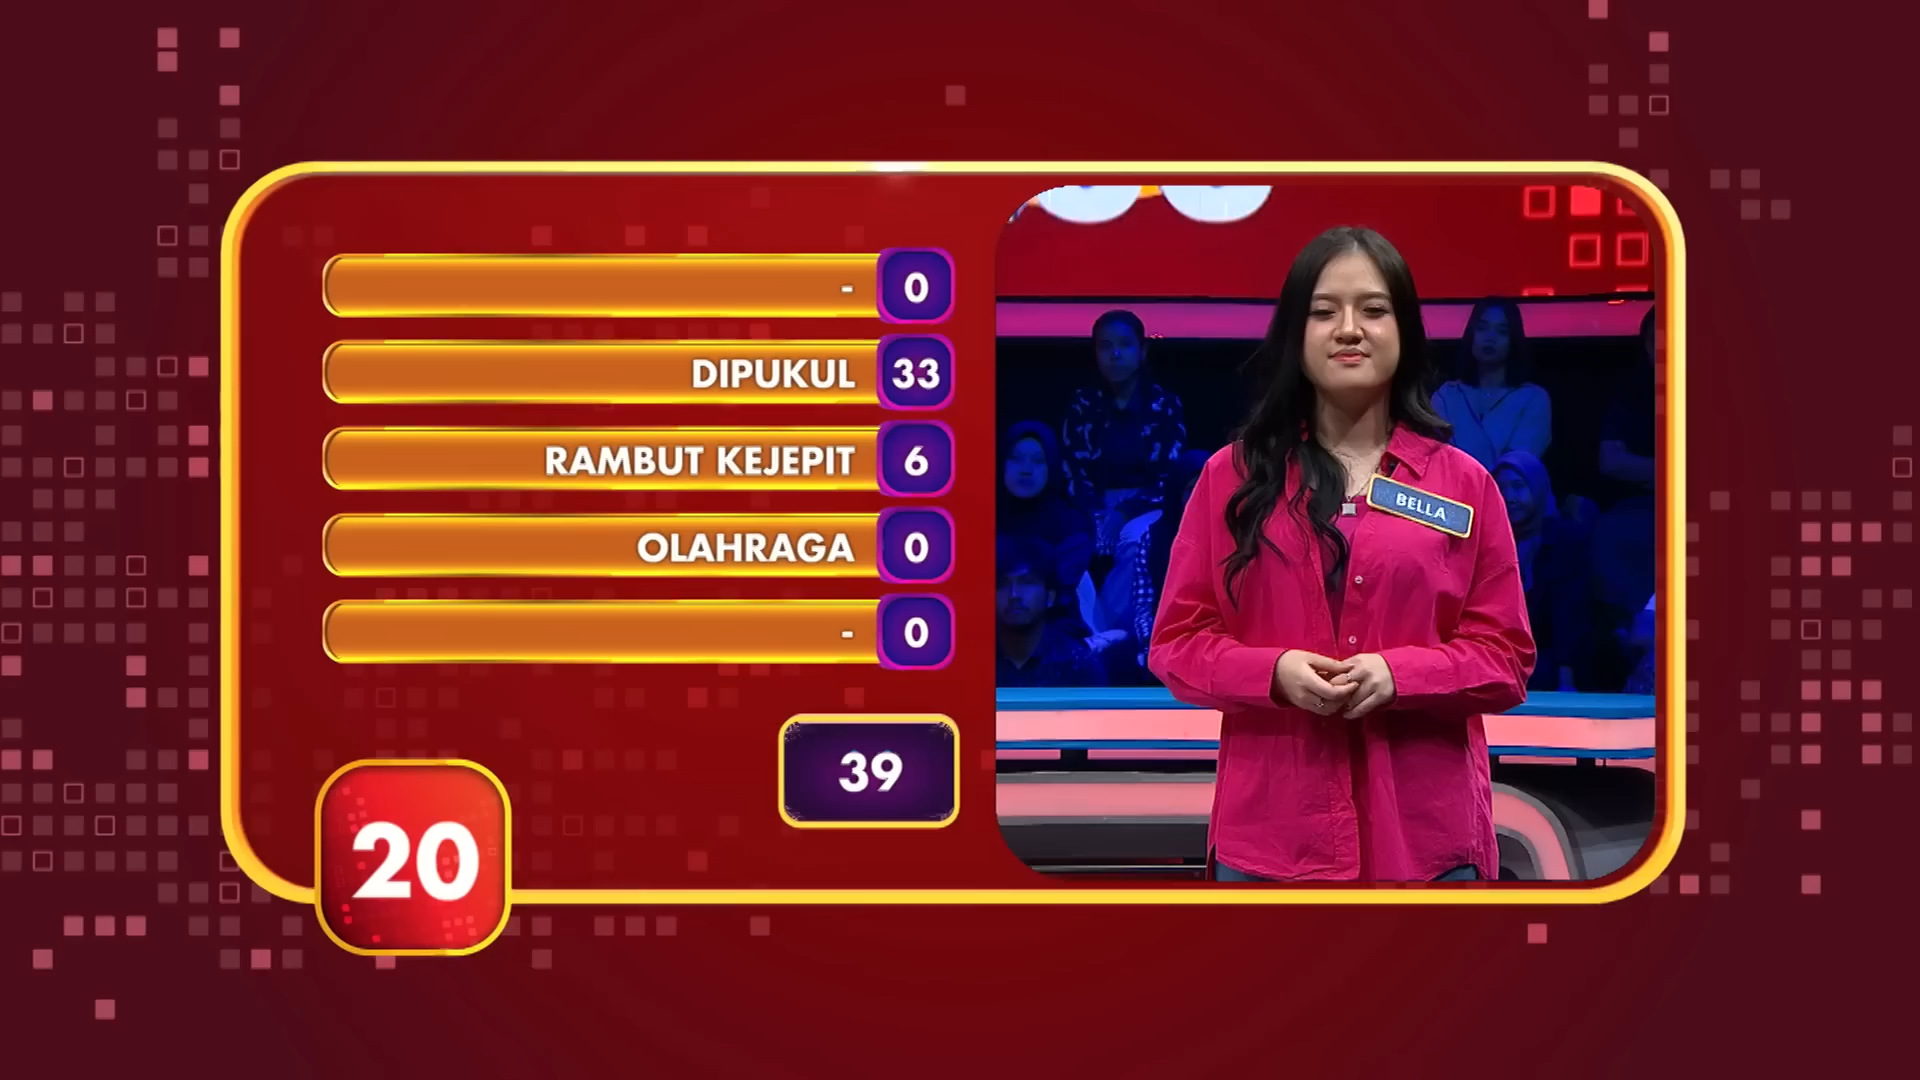 - 0
DIPUKUL 33
RAMBUT KEJEPIT 6
OLAHRAGA 0
- 0
39
20
BELLA